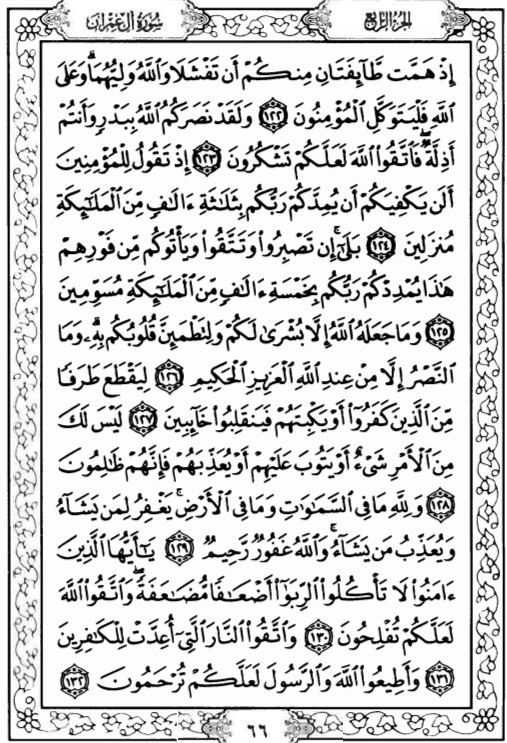 الجزء الرابع
سورة آل عمران
إِذْ هَمَّت طَّآئِفَتَانِ مِنكُمْ أَن تَفْشَلَا وَٱللَّهُ وَلِيُّهُمَاۗ وَعَلَى
ٱللَّهِ فَلْيَتَوَكَّلِ ٱلْمُؤْمِنُونَ ١٢٢ وَلَقَدْ نَصَرَكُمُ ٱللَّهُ بِبَدْرٍ وَأَنتُمْ
أَذِلَّةٌۖ فَٱتَّقُوا۟ ٱللَّهَ لَعَلَّكُمْ تَشْكُرُونَ ١٢٣ إِذْ تَقُولُ لِلْمُؤْمِنِينَ
أَلَن يَكْفِيَكُمْ أَن يُمِدَّكُمْ رَبُّكُم بِثَلَـٰثَةِ ءَالَـٰفٍ مِّنَ ٱلْمَلَـٰٓئِكَةِ
مُنزَلِينَ ١٢٤ بَلَىٰٓۚ إِن تَصْبِرُوا۟ وَتَتَّقُوا۟ وَيَأْتُوكُم مِّن فَوْرِهِمْ
هَـٰذَا يُمْدِدْكُمْ رَبُّكُم بِخَمْسَةِ ءَالَـٰفٍ مِّنَ ٱلْمَلَـٰٓئِكَةِ مُسَوِّمِينَ
١٢٥ وَمَا جَعَلَهُ ٱللَّهُ إِلَّا بُشْرَىٰ لَكُمْ وَلِتَطْمَئِنَّ قُلُوبُكُم بِهِۦۗ وَمَا
ٱلنَّصْرُ إِلَّا مِنْ عِندِ ٱللَّهِ ٱلْعَزِيزِ ٱلْحَكِيمِ ١٢٦ لِيَقْطَعَ طَرَفًا
مِّنَ ٱلَّذِينَ كَفَرُوٓا۟ أَوْ يَكْبِتَهُمْ فَيَنقَلِبُوا۟ خَآئِبِينَ ١٢٧ لَيْسَ لَكَ
مِنَ ٱلْأَمْرِ شَىْءٌ أَوْ يَتُوبَ عَلَيْهِمْ أَوْ يُعَذِّبَهُمْ فَإِنَّهُمْ ظَـٰلِمُونَ
١٢٨ وَلِلَّهِ مَا فِى ٱلسَّمَـٰوَٰتِ وَمَا فِى ٱلْأَرْضِۚ يَغْفِرُ لِمَن يَشَآءُ
وَيُعَذِّبُ مَن يَشَآءُۚ وَٱللَّهُ غَفُورٌ رَّحِيمٌ ١٢٩ يَـٰٓأَيُّهَا ٱلَّذِينَ
ءَامَنُوا۟ لَا تَأْكُلُوا۟ ٱلرِّبَوٰٓا۟ أَضْعَـٰفًا مُّضَـٰعَفَةًۖ وَٱتَّقُوا۟ ٱللَّهَ
لَعَلَّكُمْ تُفْلِحُونَ ١٣٠ وَٱتَّقُوا۟ ٱلنَّارَ ٱلَّتِىٓ أُعِدَّتْ لِلْكَـٰفِرِينَ
١٣١ وَأَطِيعُوا۟ ٱللَّهَ وَٱلرَّسُولَ لَعَلَّكُمْ تُرْحَمُونَ ١٣٢
٦٦